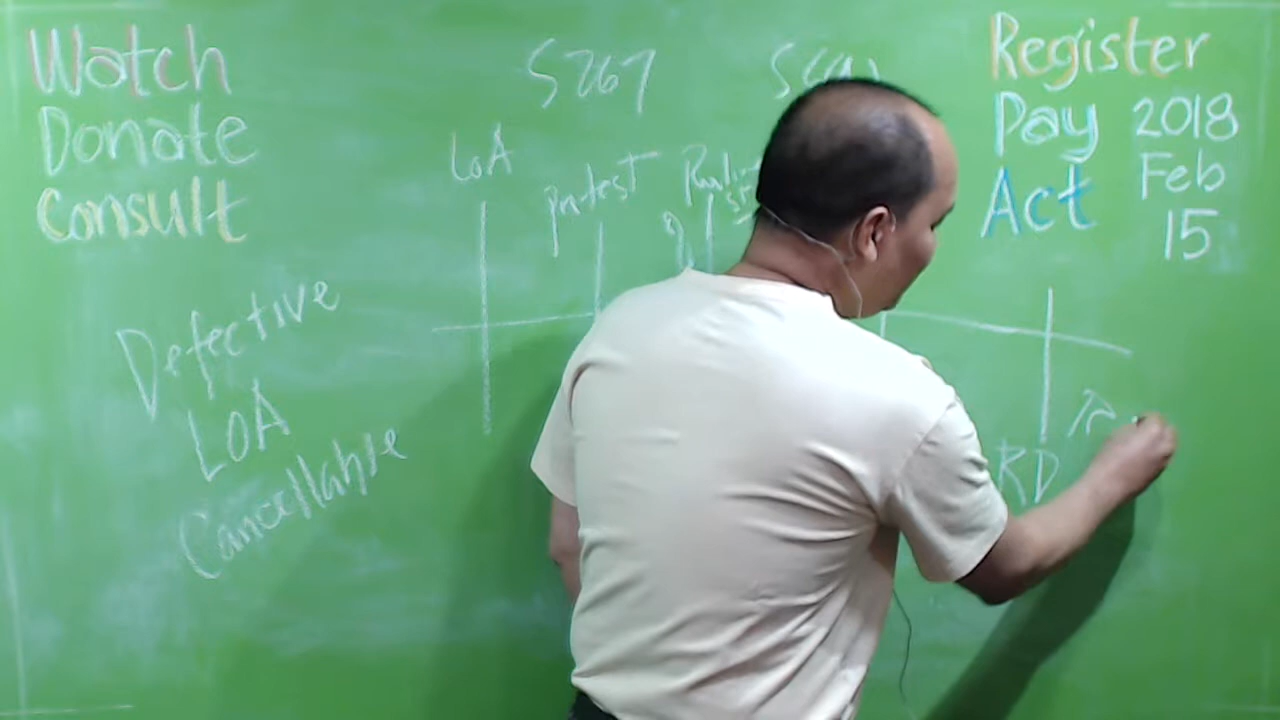 Watch
Donate
Consult
S267
Register
Pay
Act
2018
Feb
15
LOA
Protest
Defective
LOA
Cancellable
RD